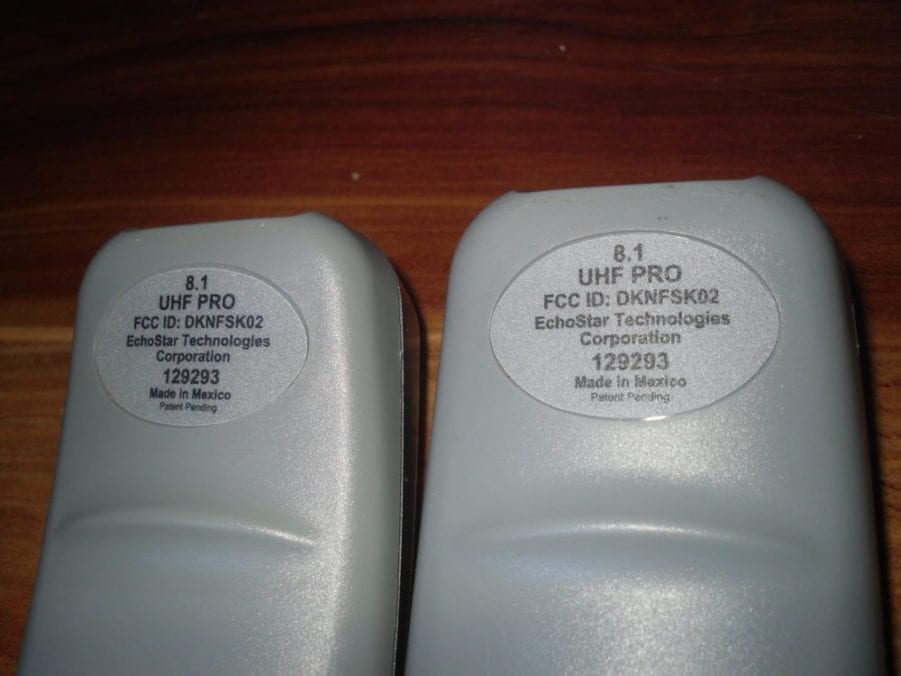 8.1
UHF PRO
FCC ID: DKNFSK02
EchoStar Technologies
Corporation
129293
Made in Mexico
Patent Pending
8.1
UHF PRO
FCC ID: DKNFSK02
EchoStar Technologies
Corporation
129293
Made in Mexico
Patent Pending